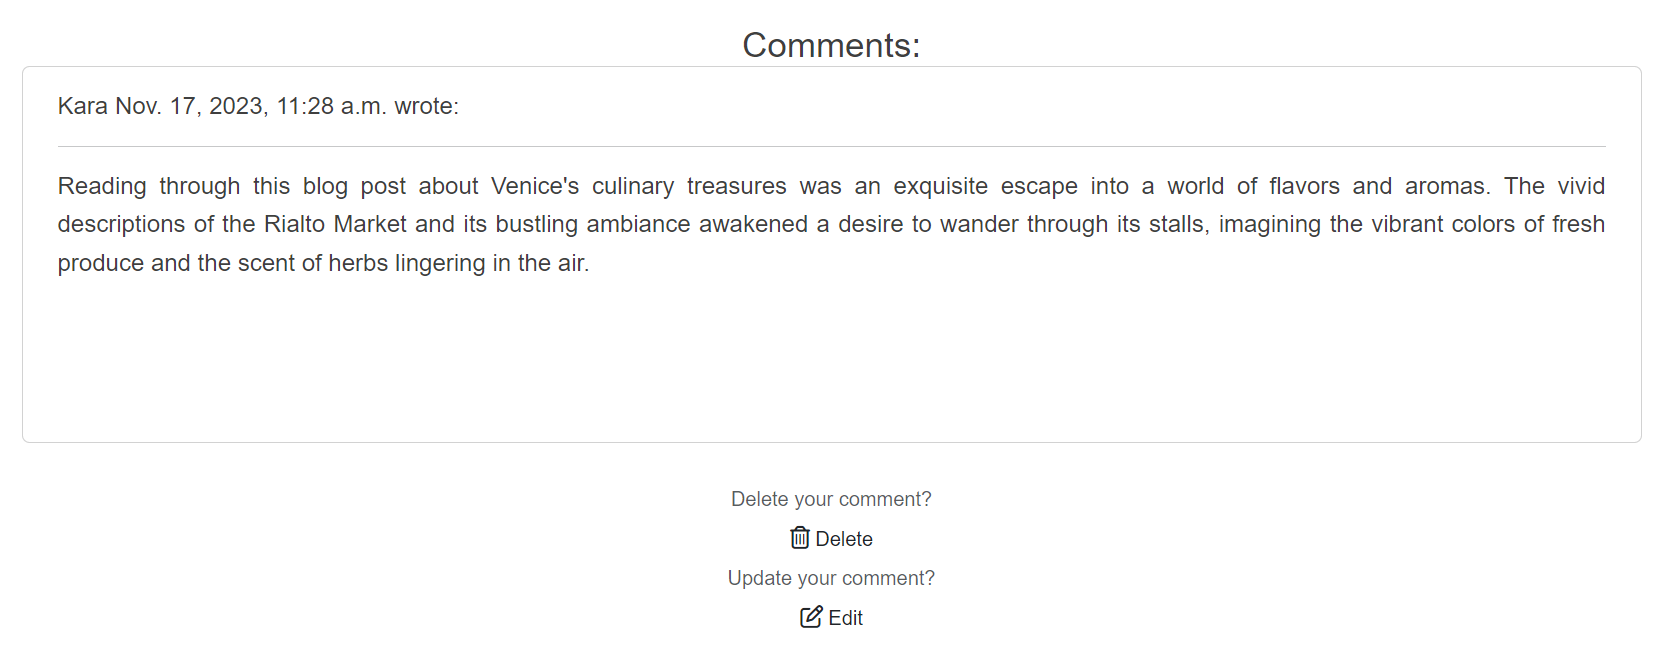 Comments:
Kara Nov. 17, 2023, 11:28 a.m. wrote:
Reading through this blog post about Venice's culinary treasures was an exquisite escape into a world of flavors and aromas. The vivid
descriptions of the Rialto Market and its bustling ambiance awakened a desire to wander through its stalls, imagining the vibrant colors of fresh
produce and the scent of herbs lingering in the air.
Delete your comment?
Delete
Update your comment?
Edit